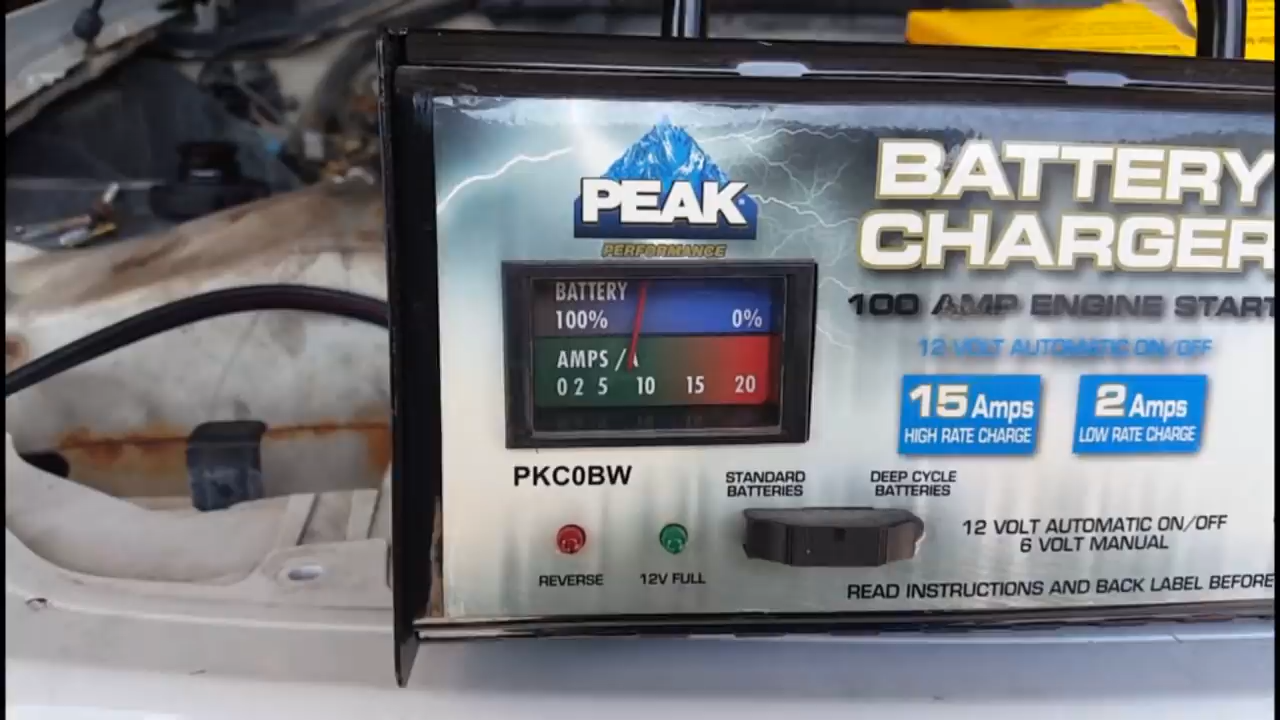 PEAK
PERFORMANCE
BATTERY
CHARGER
100 AMP ENGINE START
12 VOLT AUTOMATIC ON/OFF
15 Amps
HIGH RATE CHARGE
2 Amps
LOW RATE CHARGE
BATTERY
100% 0%
AMPS /
0 2 5 10 15 20
PKC0BW
STANDARD
BATTERIES
DEEP CYCLE
BATTERIES
12 VOLT AUTOMATIC ON/OFF
6 VOLT MANUAL
REVERSE
12V FULL
READ INSTRUCTIONS AND BACK LABEL BEFORE